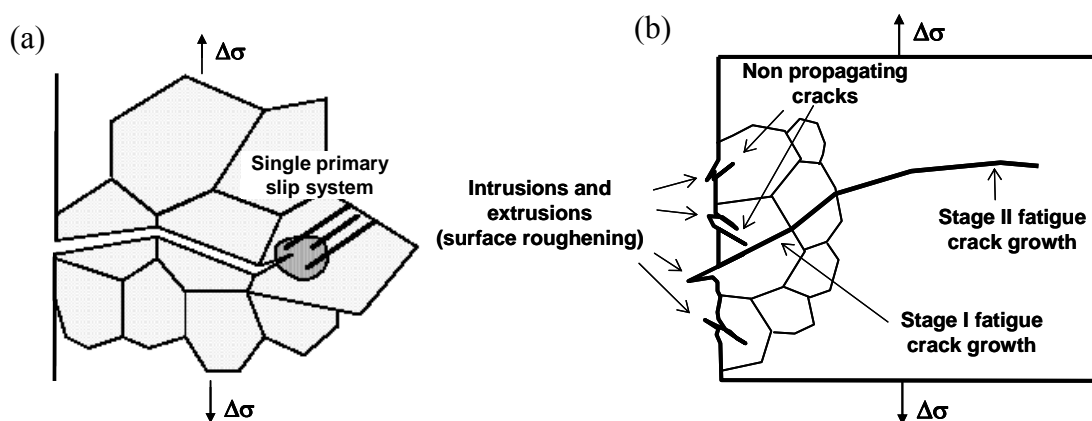 (a)
Δσ
Single primary
slip system
Δσ
(b)
Δσ
Non propagating
cracks
Intrusions and
extrusions
(surface roughening)
Stage II fatigue
crack growth
Stage I fatigue
crack growth
Δσ